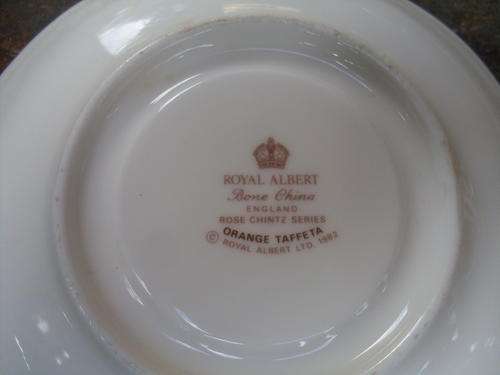 ROYAL ALBERT
Bone China
ENGLAND
ROSE CHINTZ SERIES
ORANGE TAFFETA
© ROYAL ALBERT LTD. 1982